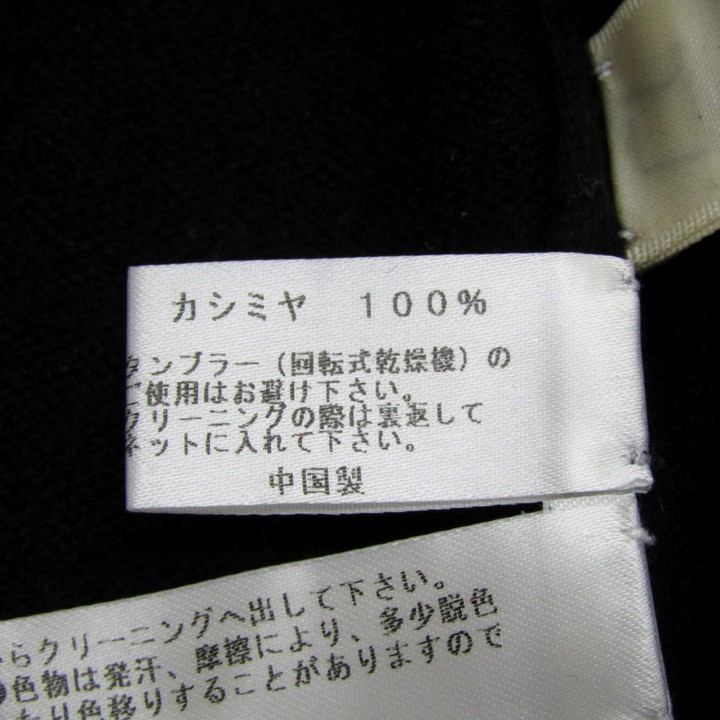 カシミヤ 100%
タンブラー(回転式乾燥機)の
ご使用はお避け下さい。
クリーニングの際は裏返して
ネットに入れて下さい。
中国製
らクリーニングへ出して下さい。
色物は発汗、摩擦により、多少脱色
り色移りすることがありますので